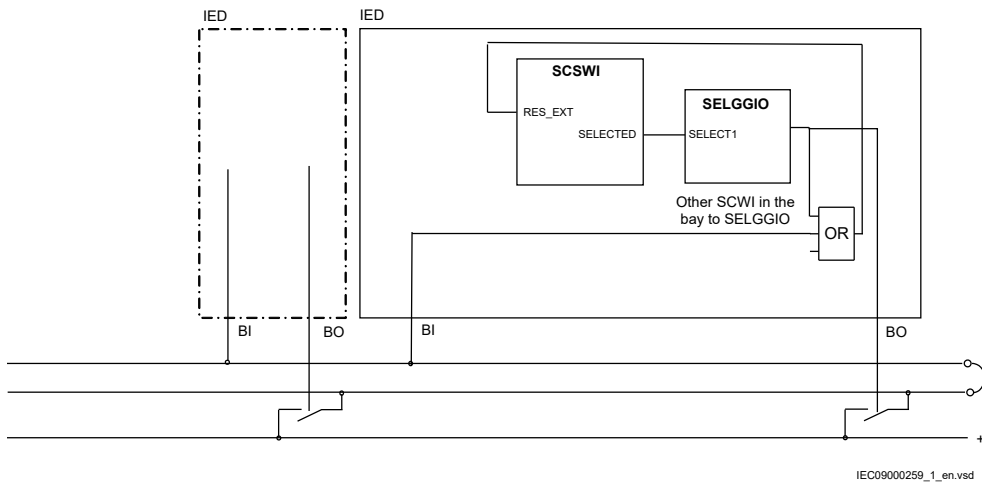 IED
IED
SCSWI
RES_EXT
SELECTED
SELGGIO
SELECT1
Other SCWI in the
bay to SELGGIO
OR
BI
BO
BI
BO
+
IEC09000259_1_en.vsd